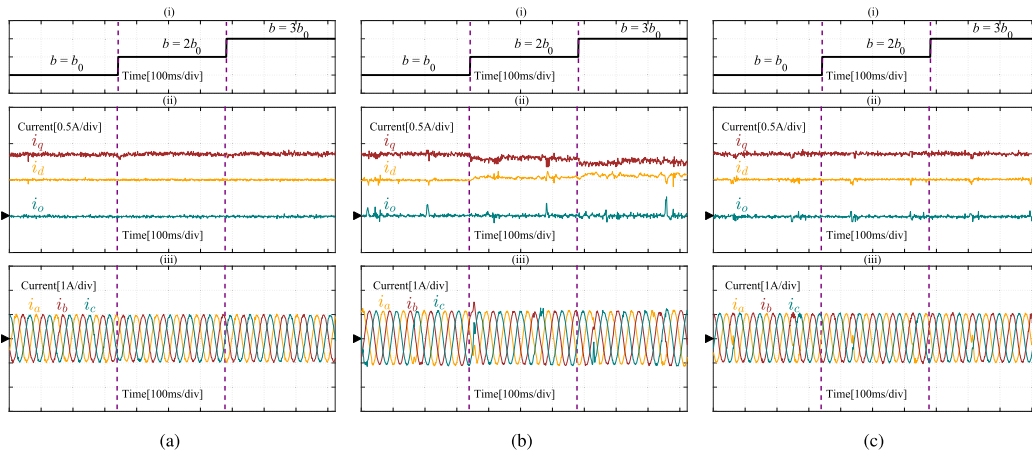 (i)
b = b0
b = 2b0
b = 3b0
Time[100ms/div]
(ii)
Current[0.5A/div]
iq
id
io
Time[100ms/div]
(iii)
Current[1A/div]
ia ib ic
Time[100ms/div]
(a)
(i)
b = b0
b = 2b0
b = 3b0
Time[100ms/div]
(ii)
Current[0.5A/div]
iq
id
io
Time[100ms/div]
(iii)
Current[1A/div]
ia ib ic
Time[100ms/div]
(b)
(i)
b = b0
b = 2b0
b = 3b0
Time[100ms/div]
(ii)
Current[0.5A/div]
iq
id
io
Time[100ms/div]
(iii)
Current[1A/div]
ia ib ic
Time[100ms/div]
(c)